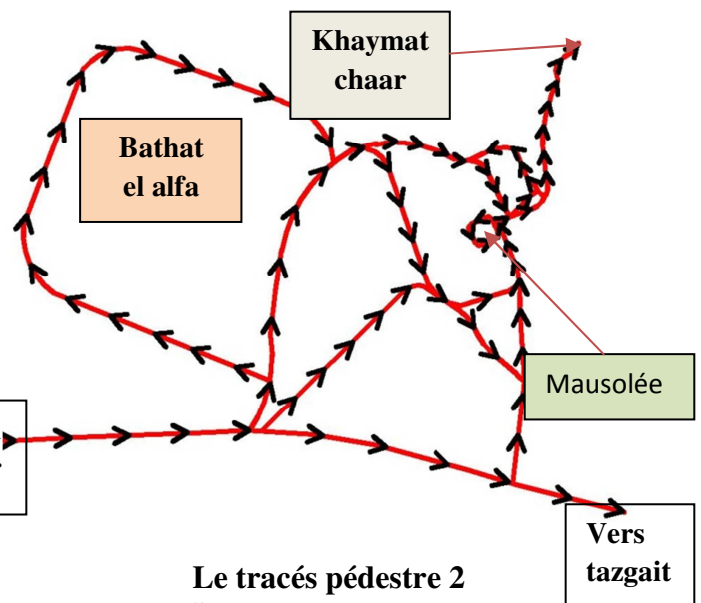 Khaymat
chaar
Bathat
el alfa
Mausolée
Vers
tazgait
Le tracés pédestre 2